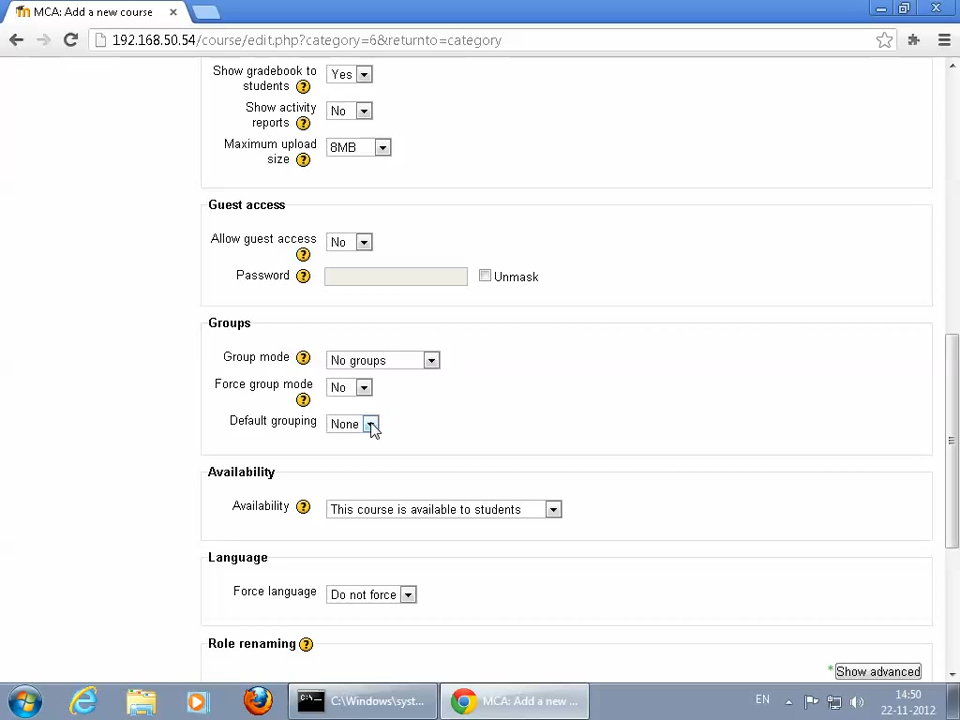 MCA: Add a new course
192.168.50.54/course/edit.php?category=6&returnto=category
Show gradebook to
students
Yes
Show activity
reports
No
Maximum upload
size
8MB
Guest access
Allow guest access
No
Password
Unmask
Groups
Group mode
No groups
Force group mode
No
Default grouping
None
Availability
Availability
This course is available to students
Language
Force language
Do not force
Role renaming
* Show advanced
C:\Windows\syst...
MCA: Add a new ...
EN
14:50
22-11-2012